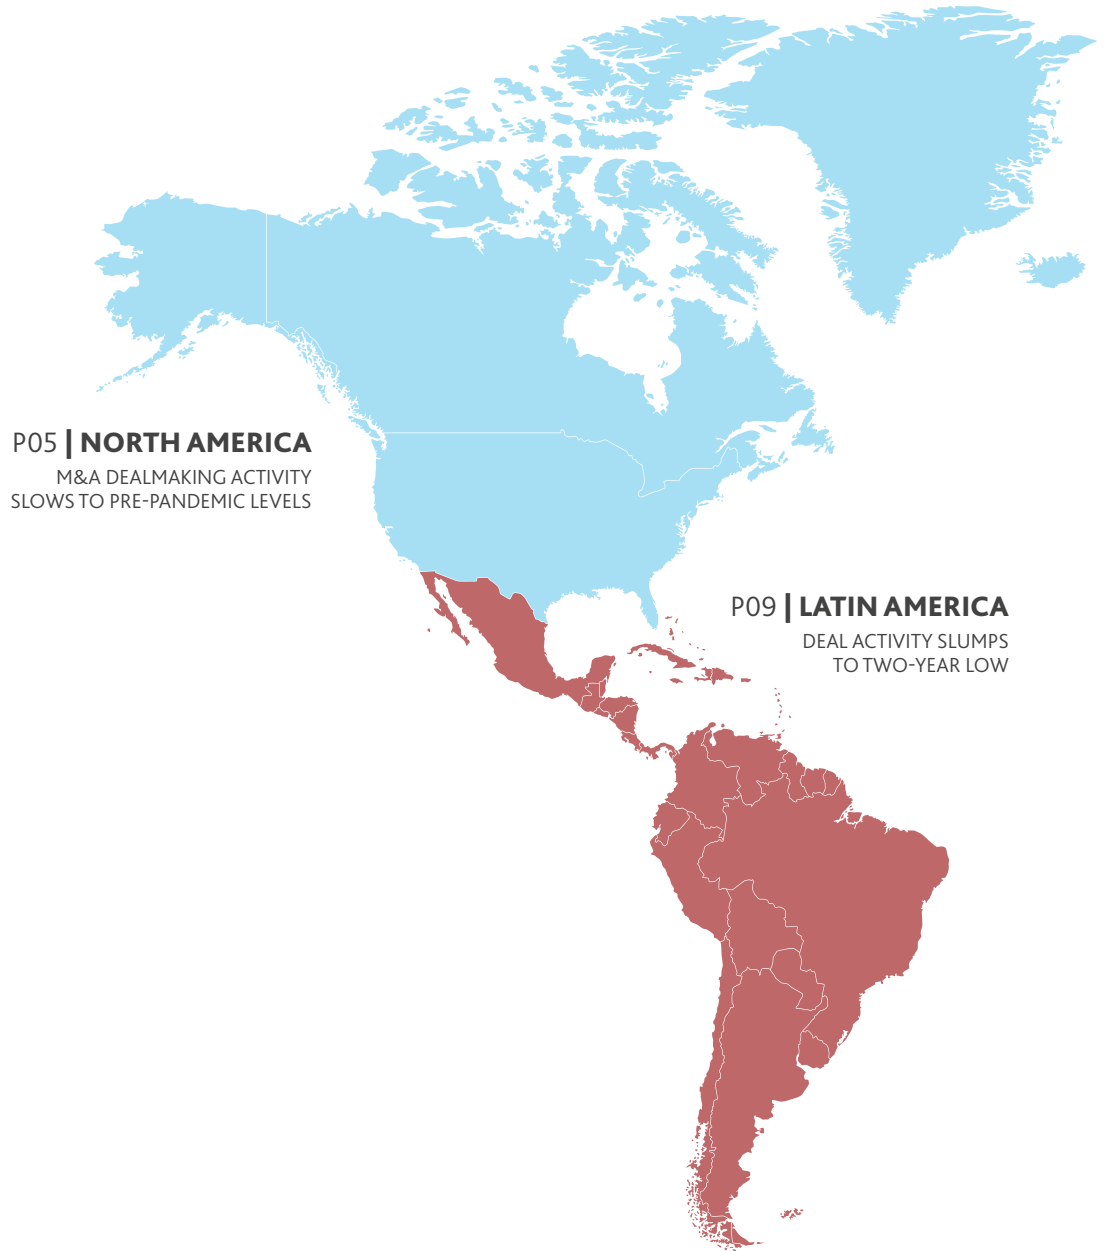 P05 | NORTH AMERICA
M&A DEALMAKING ACTIVITY
SLOWS TO PRE-PANDEMIC LEVELS
P09 | LATIN AMERICA
DEAL ACTIVITY SLUMPS
TO TWO-YEAR LOW